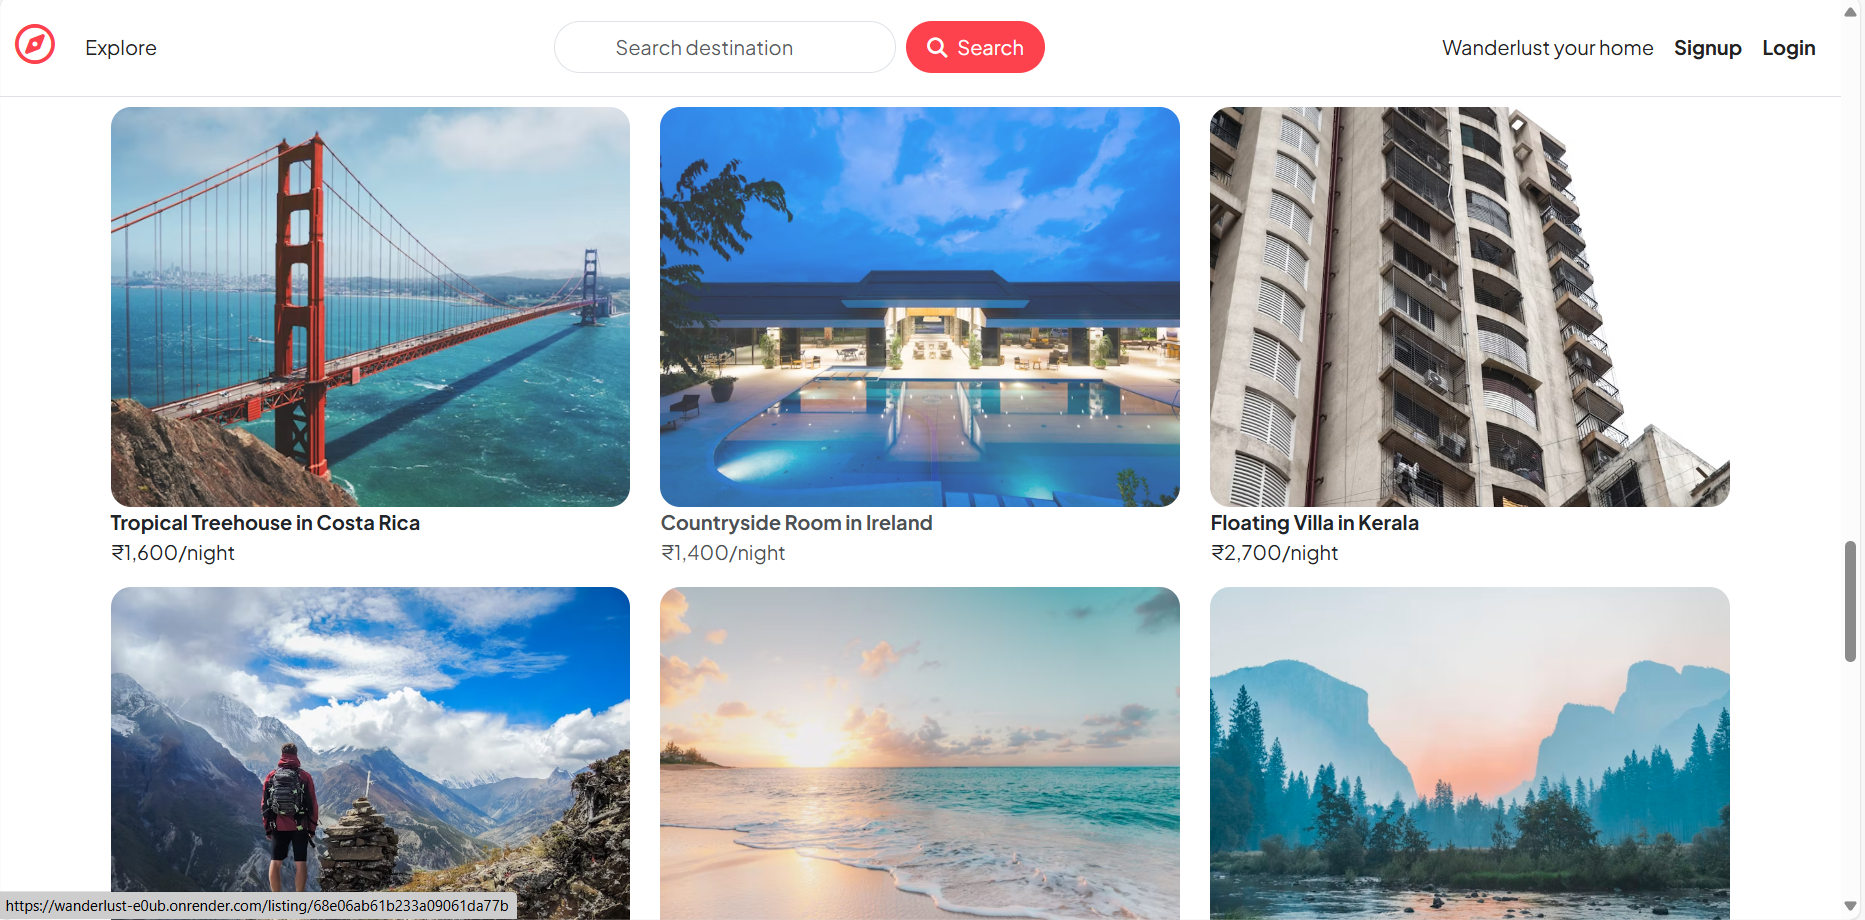 Explore
Search destination
Search
Wanderlust your home
Signup
Login
Tropical Treehouse in Costa Rica
₹1,600/night
Countryside Room in Ireland
₹1,400/night
Floating Villa in Kerala
₹2,700/night
https://wanderlust-e0ub.onrender.com/listing/68e06ab61b233a09061da77b